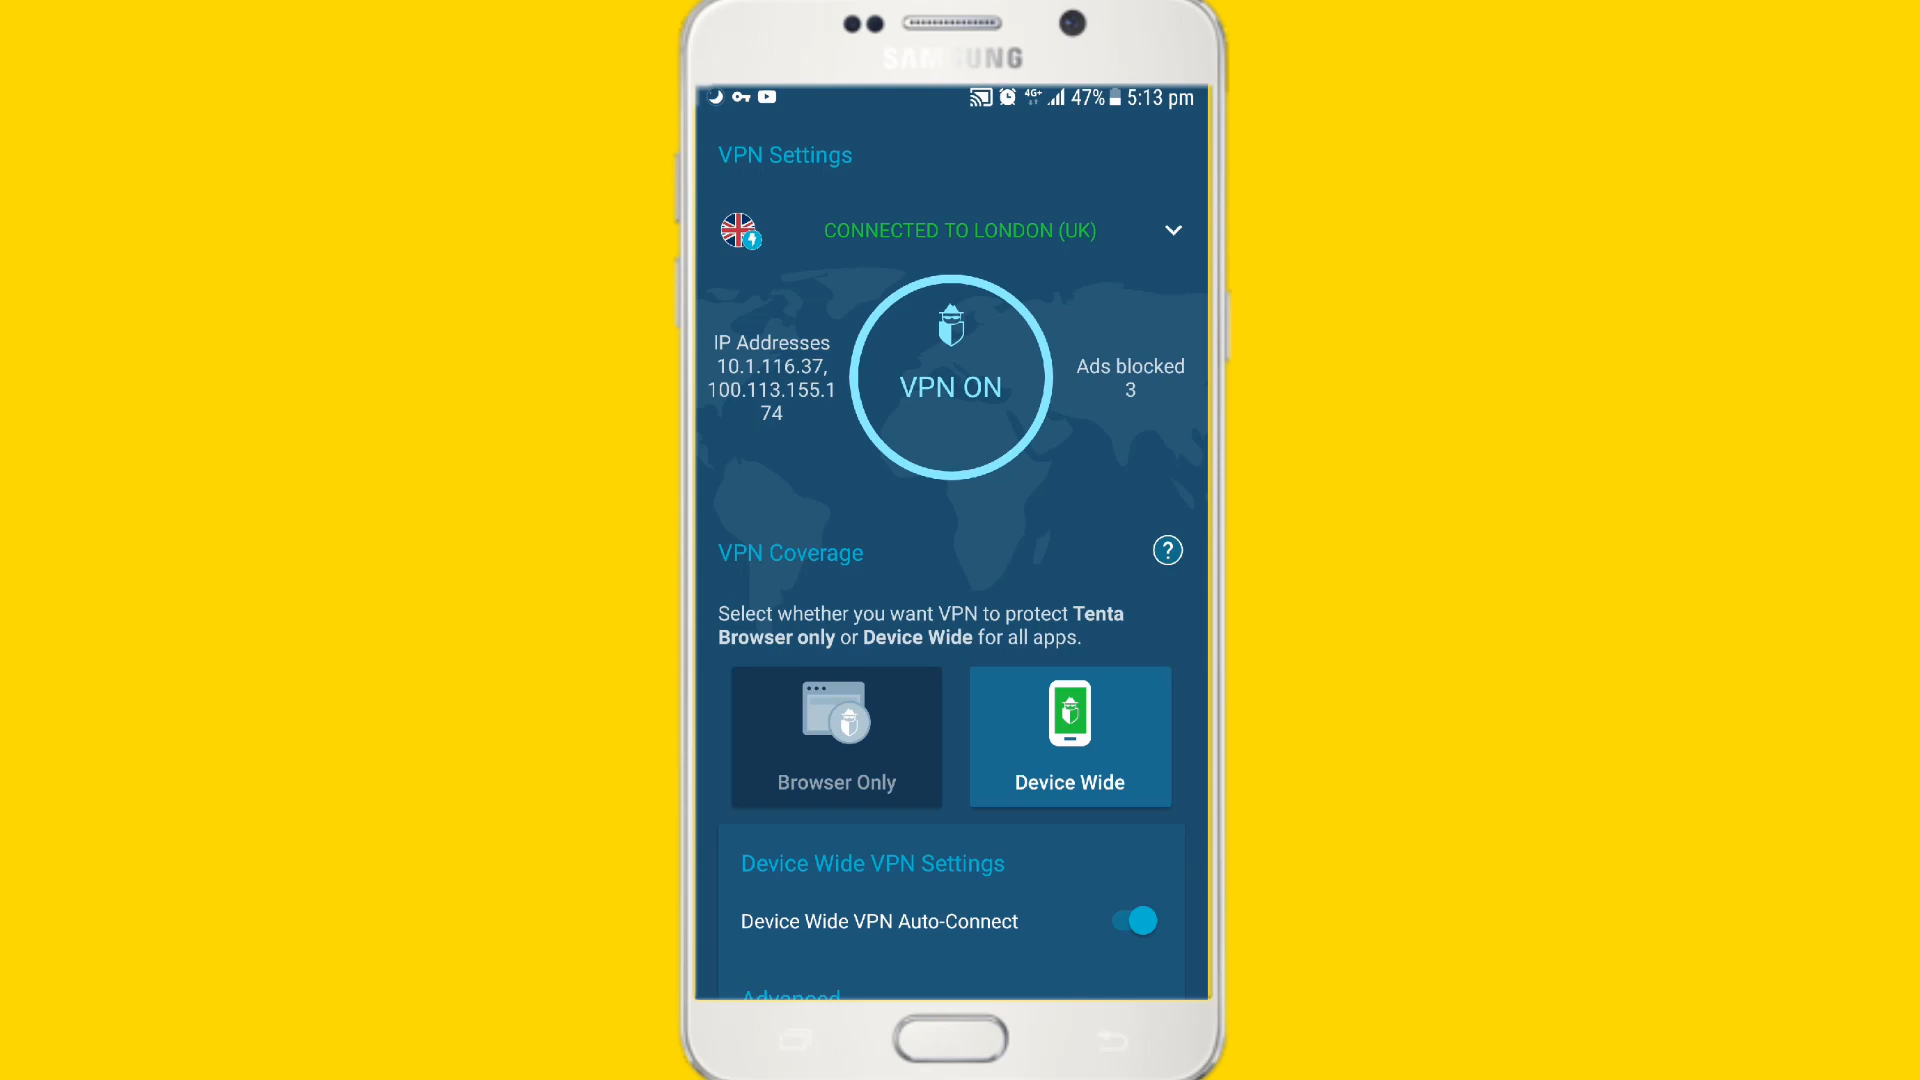 SAMSUNG
4G+ 47% 5:13 pm
VPN Settings
CONNECTED TO LONDON (UK)
IP Addresses
10.1.116.37,
100.113.155.1
74
VPN ON
Ads blocked
3
VPN Coverage
?
Select whether you want VPN to protect Tenta
Browser only or Device Wide for all apps.
Browser Only
Device Wide
Device Wide VPN Settings
Device Wide VPN Auto-Connect
Advanced